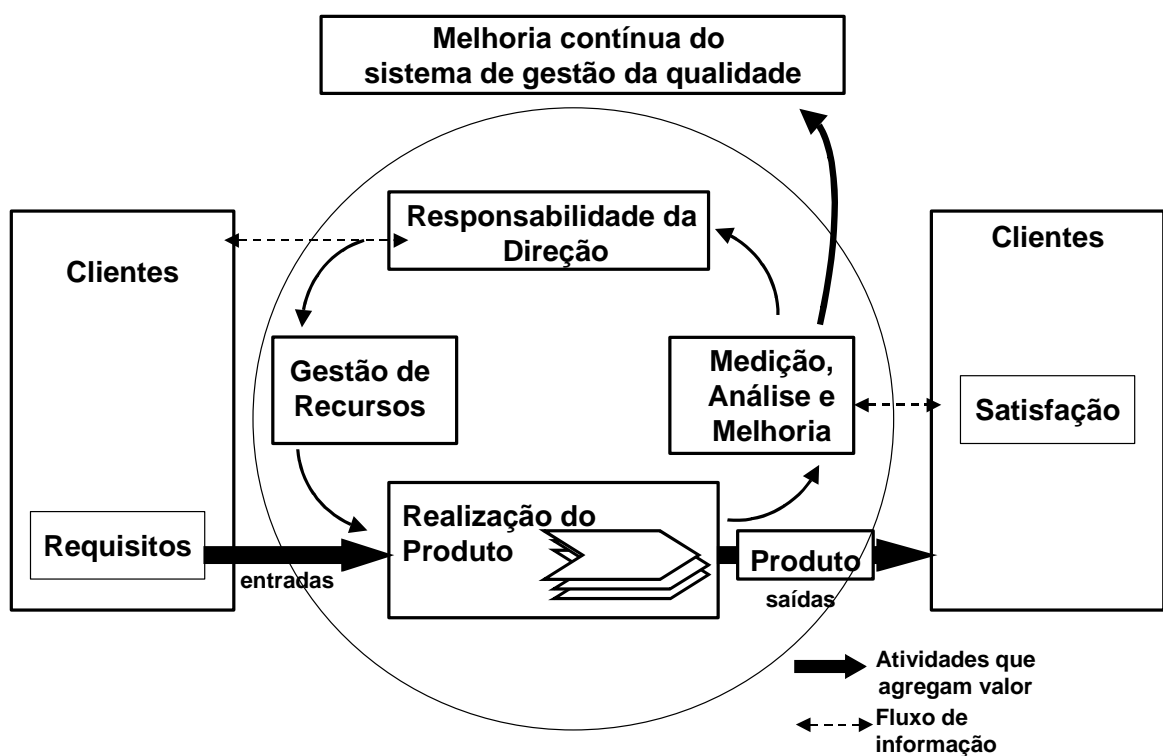 Melhoria contínua do
sistema de gestão da qualidade
Responsabilidade da
Direção
Clientes
Clientes
Gestão de
Recursos
Medição,
Análise e
Melhoria
Satisfação
Realização do
Produto
Requisitos
entradas
Produto
saídas
Atividades que
agregam valor
Fluxo de
informação